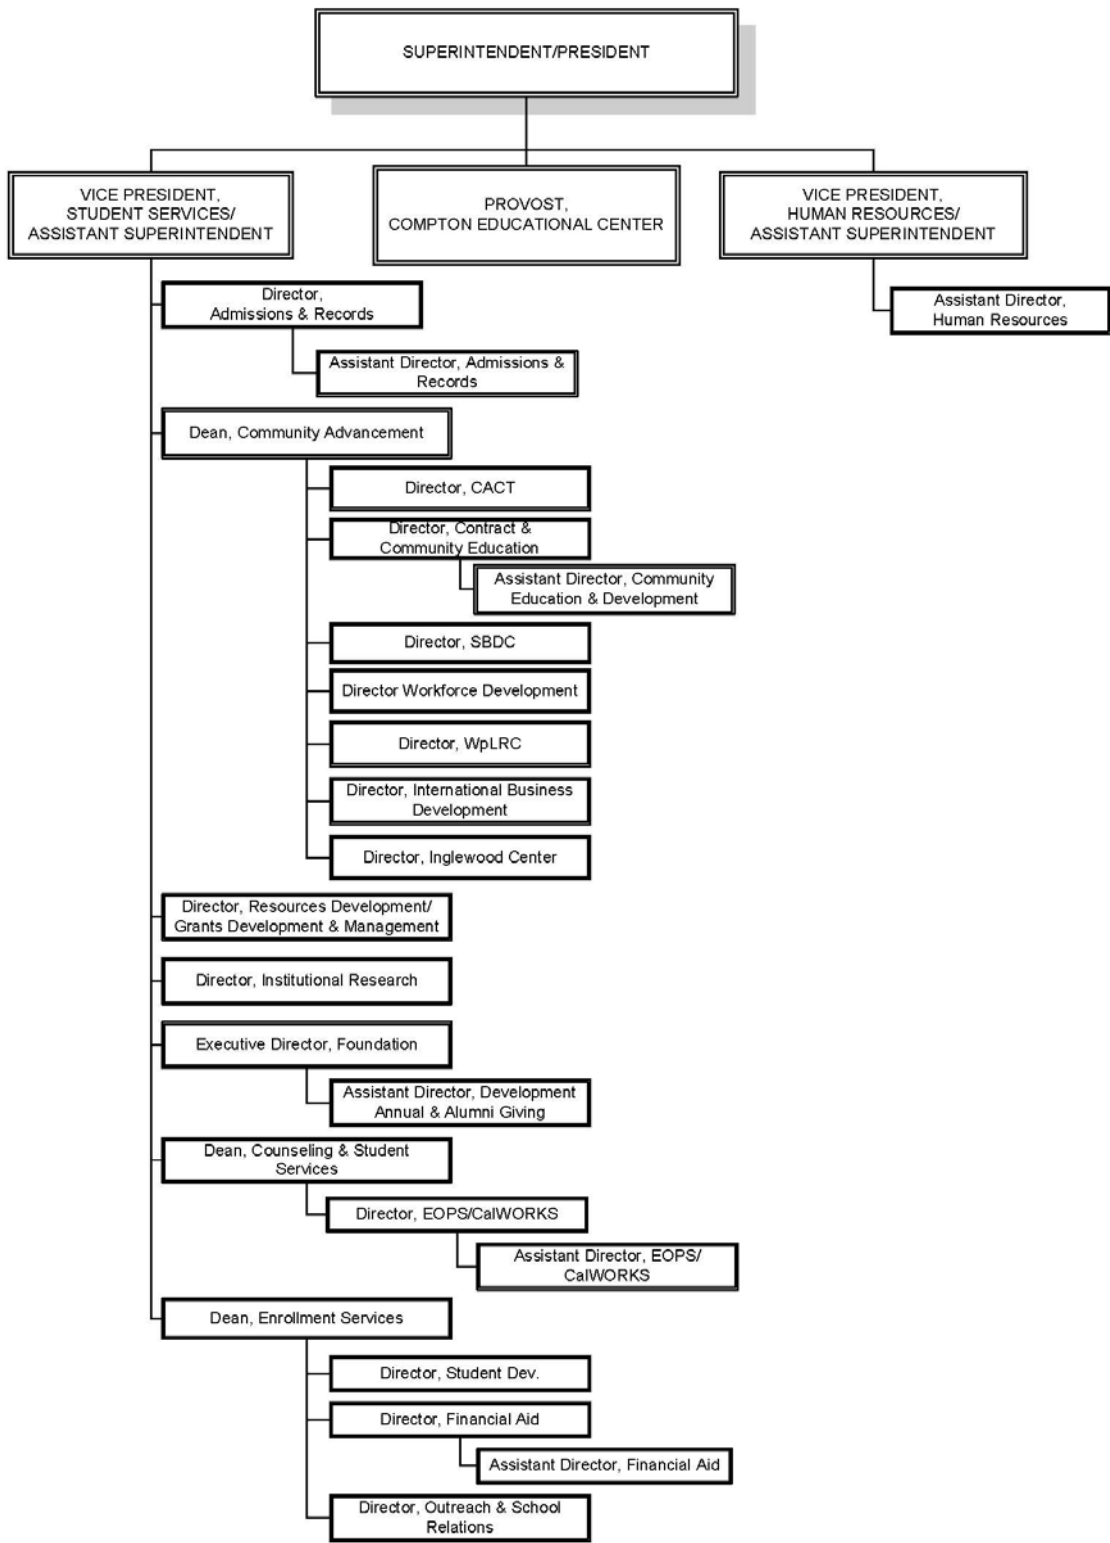 SUPERINTENDENT/PRESIDENT
VICE PRESIDENT,
STUDENT SERVICES/
ASSISTANT SUPERINTENDENT
PROVOST,
COMPTON EDUCATIONAL CENTER
VICE PRESIDENT,
HUMAN RESOURCES/
ASSISTANT SUPERINTENDENT
Director,
Admissions & Records
Assistant Director,
Human Resources
Assistant Director, Admissions &
Records
Dean, Community Advancement
Director, CACT
Director, Contract &
Community Education
Assistant Director, Community
Education & Development
Director, SBDC
Director Workforce Development
Director, WpLRC
Director, International Business
Development
Director, Inglewood Center
Director, Resources Development/
Grants Development & Management
Director, Institutional Research
Executive Director, Foundation
Assistant Director, Development
Annual & Alumni Giving
Dean, Counseling & Student
Services
Director, EOPS/CalWORKS
Assistant Director, EOPS/
CalWORKS
Dean, Enrollment Services
Director, Student Dev.
Director, Financial Aid
Assistant Director, Financial Aid
Director, Outreach & School
Relations